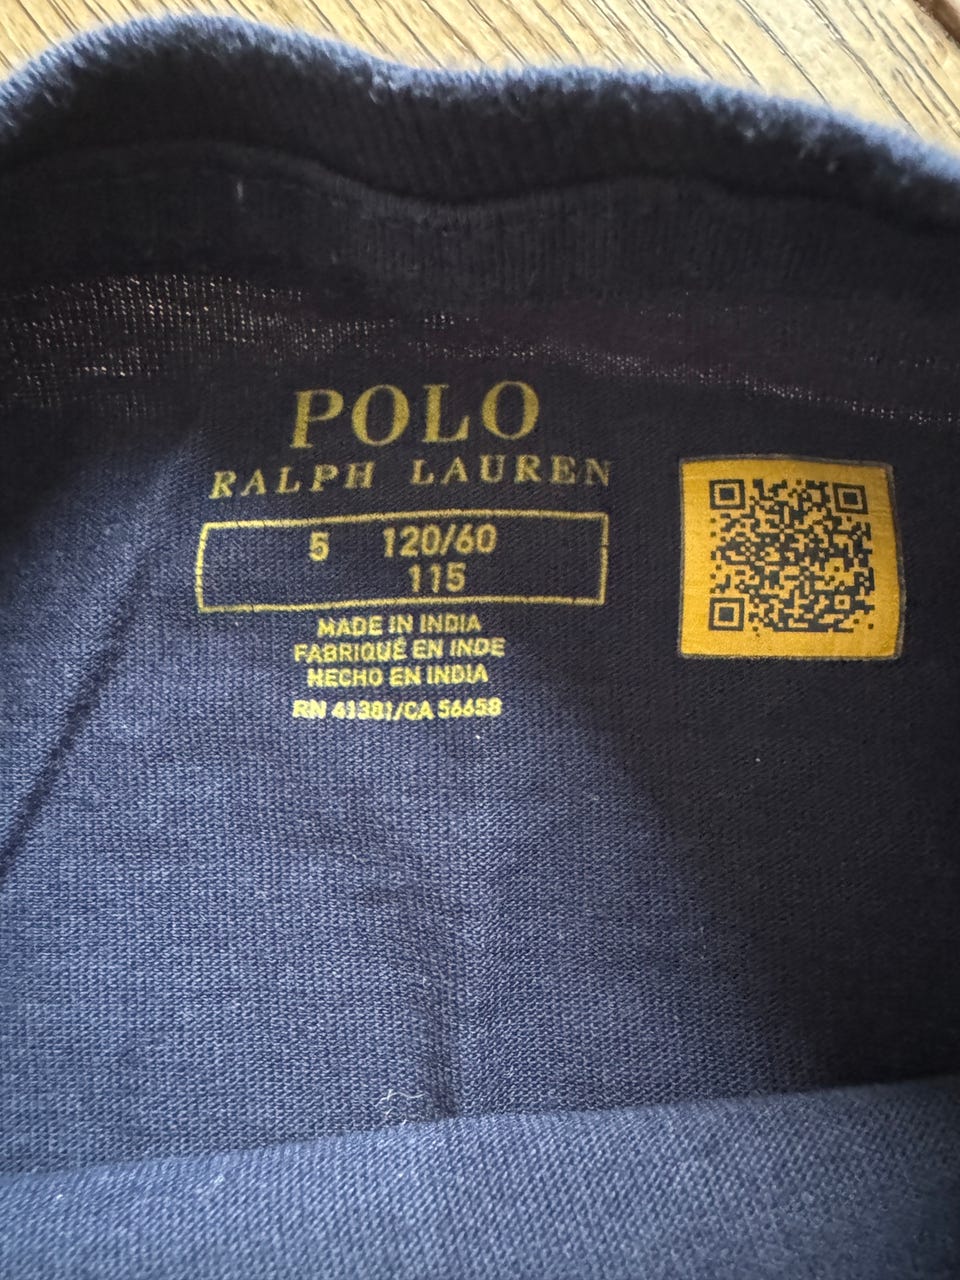 POLO
RALPH LAUREN
5 120/60
115
MADE IN INDIA
FABRIQUÉ EN INDE
HECHO EN INDIA
RN 41381/CA 56658